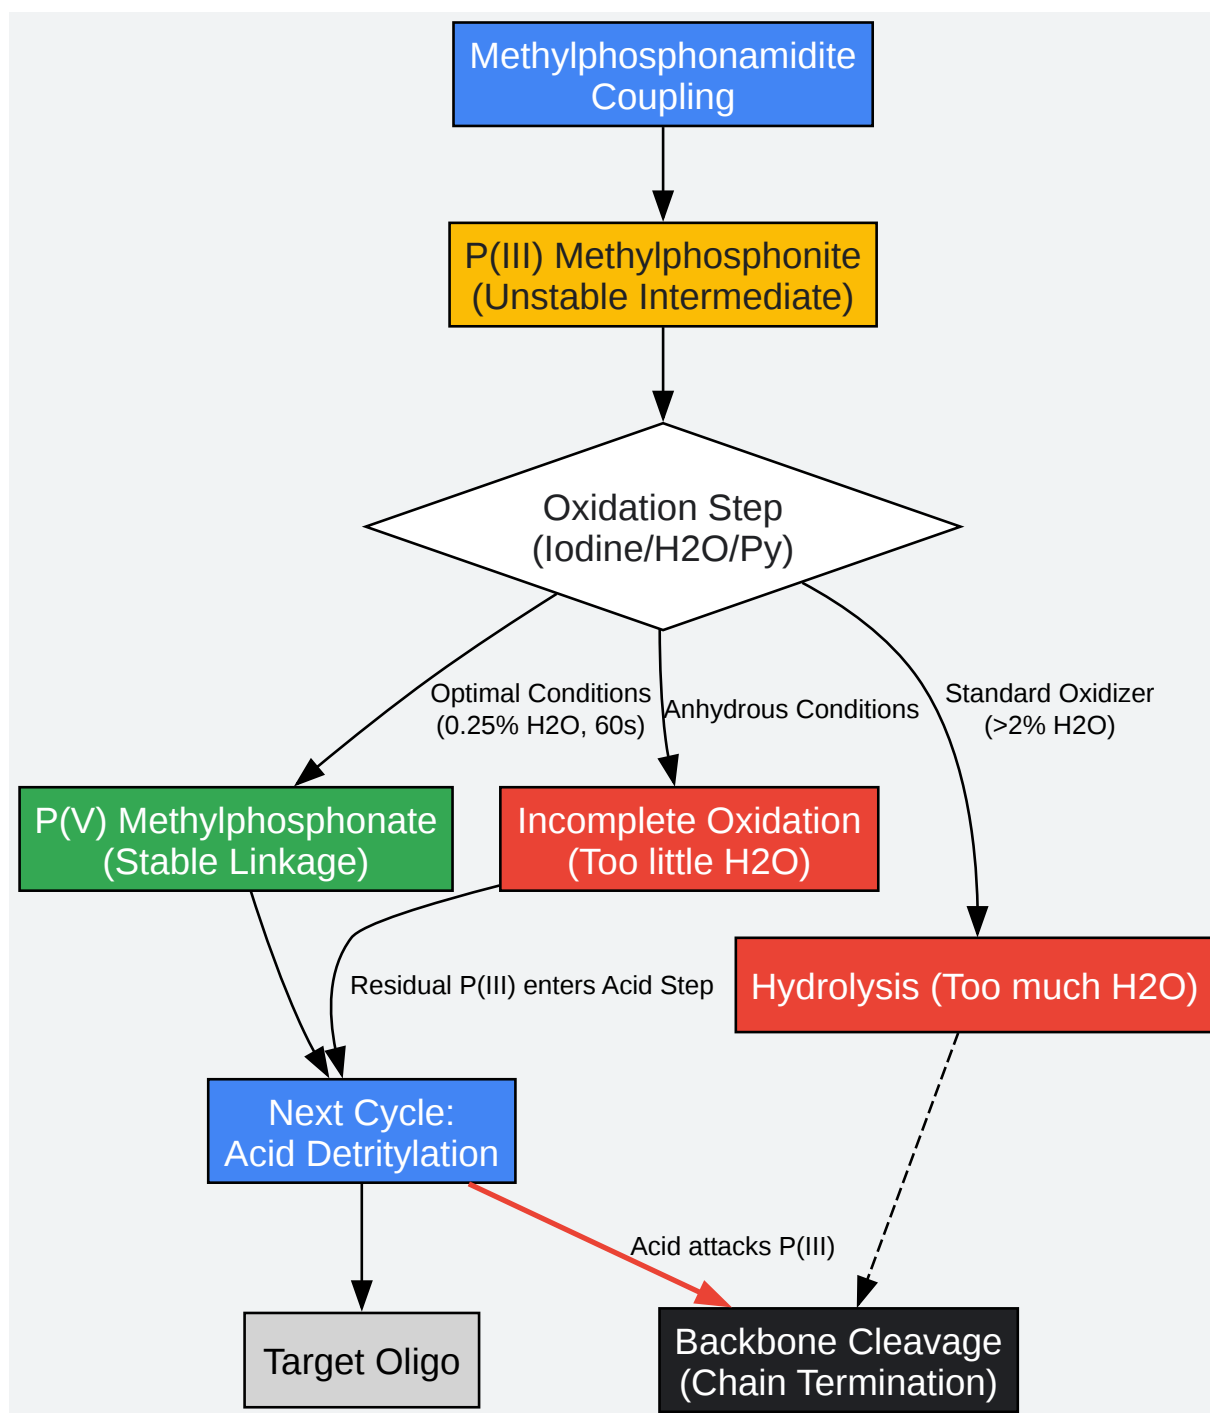 Methylphosphonamidite
Coupling
P(III) Methylphosphonite
(Unstable Intermediate)
Oxidation Step
(Iodine/H2O/Py)
Optimal Conditions
(0.25% H2O, 60s)
Anhydrous Conditions
Standard Oxidizer
(>2% H2O)
P(V) Methylphosphonate
(Stable Linkage)
Incomplete Oxidation
(Too little H2O)
Residual P(III) enters Acid Step
Hydrolysis (Too much H2O)
Next Cycle:
Acid Detritylation
Acid attacks P(III)
Target Oligo
Backbone Cleavage
(Chain Termination)